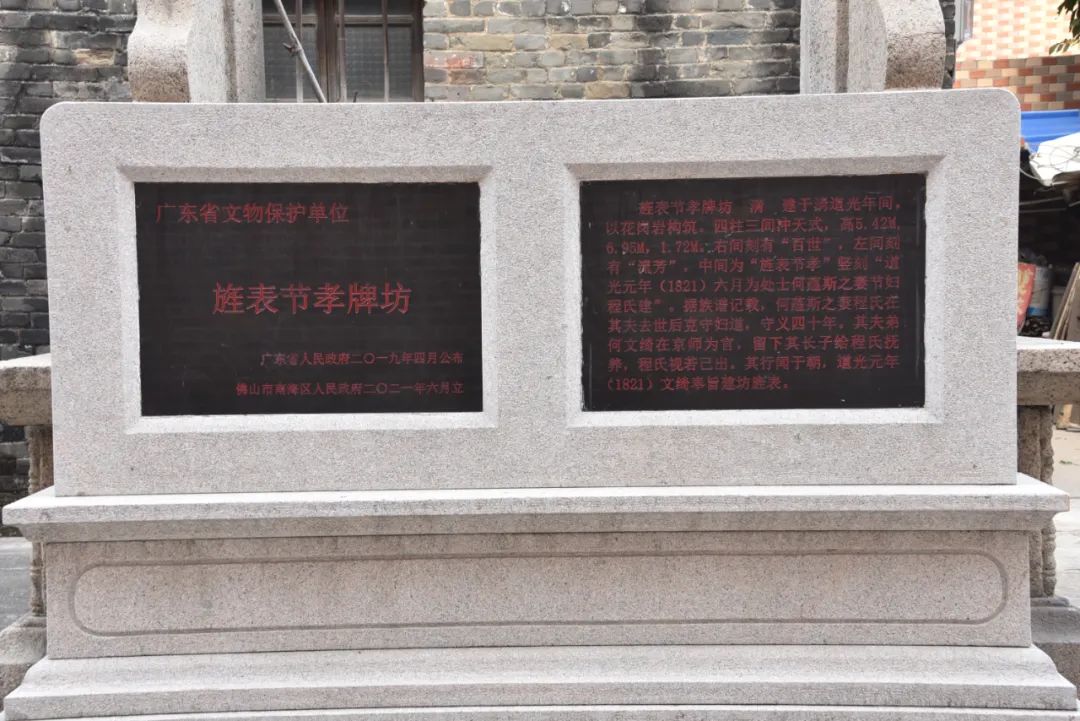 广东省文物保护单位
旌表节孝牌坊
广东省人民政府二〇一九年四月公布
佛山市南海区人民政府二〇二一年六月立
旌表节孝牌坊 清 建于清道光年间,
以花岗岩构筑。四柱三间冲天式,高5.42M,
6.95M,1.72M。右间刻有“百世”,左间刻
有“流芳”,中间为“旌表节孝”竖刻“道
光元年(1821)六月为处士何蕴斯之妻节妇
程氏建”。据族谱记载,何蕴斯之妻程氏在
其夫去世后克守妇道,守义四十年。其夫弟
何文绮在京师为官,留下其长子给程氏抚
养,程氏视若己出。其行闻于朝,道光元年
(1821)文绮奉旨建坊旌表。